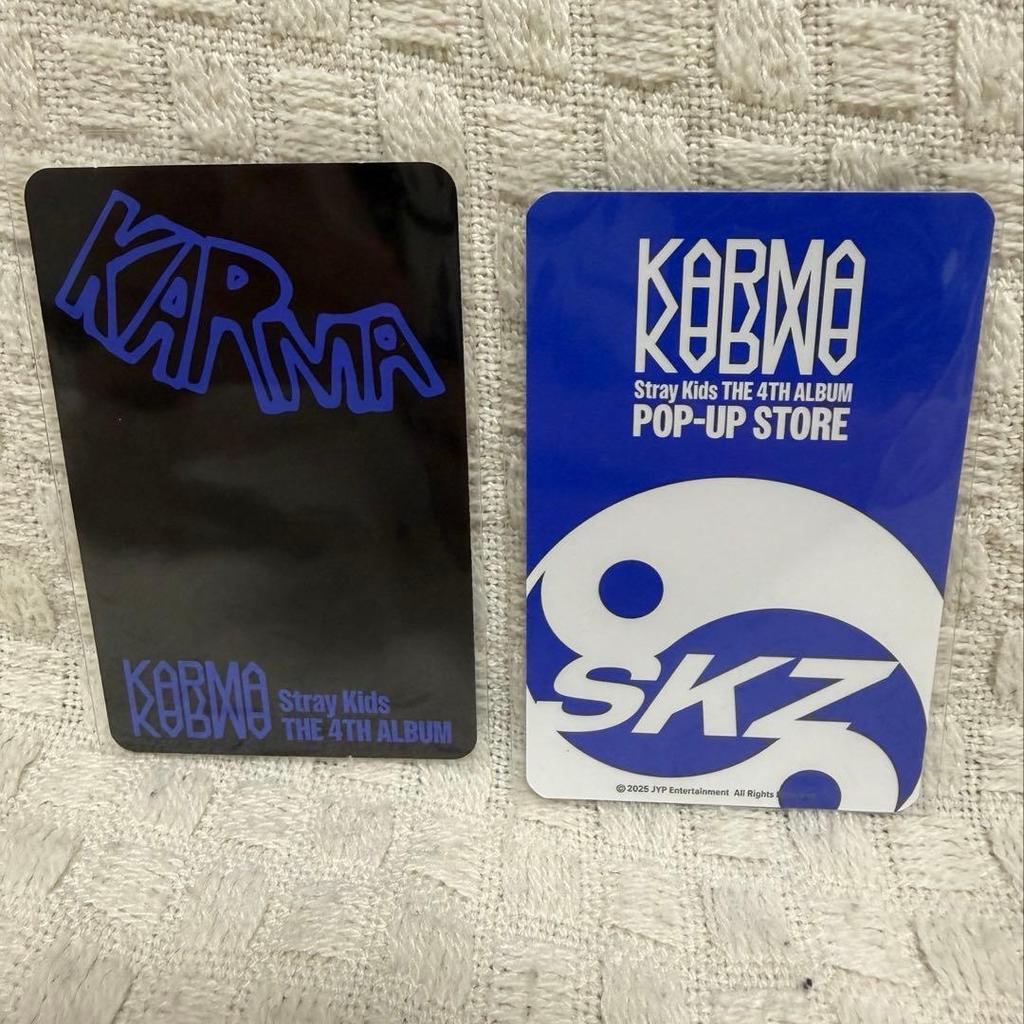 KARMA
KARMA
Stray Kids
THE 4TH ALBUM
KARMA
Stray Kids THE 4TH ALBUM
POP-UP STORE
SKZ
© 2025 JYP Entertainment All Rights